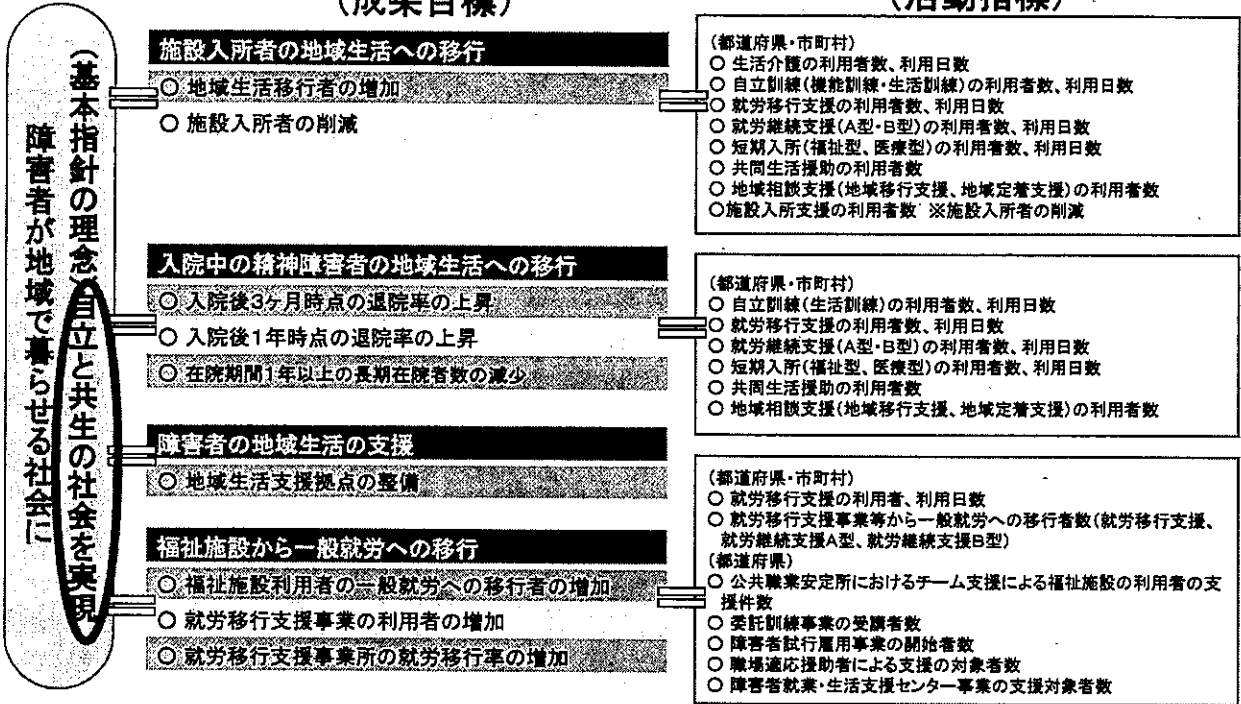 (成果目標)
(活動指標)
(基本指針の理念)自立と共生の社会を実現
障害者が地域で暮らせる社会に
施設入所者の地域生活への移行
○ 地域生活移行者の増加
○ 施設入所者の削減
(都道府県・市町村)
○ 生活介護の利用者数、利用日数
○ 自立訓練(機能訓練・生活訓練)の利用者数、利用日数
○ 就労移行支援の利用者数、利用日数
○ 就労継続支援(A型・B型)の利用者数、利用日数
○ 短期入所(福祉型、医療型)の利用者数、利用日数
○ 共同生活援助の利用者数
○ 地域相談支援(地域移行支援、地域定着支援)の利用者数
○施設入所支援の利用者数 ※施設入所者の削減
入院中の精神障害者の地域生活への移行
○ 入院後3ヶ月時点の退院率の上昇
○ 入院後1年時点の退院率の上昇
○ 在院期間1年以上の長期在院者数の減少
(都道府県・市町村)
○ 自立訓練(生活訓練)の利用者数、利用日数
○ 就労移行支援の利用者数、利用日数
○ 就労継続支援(A型・B型)の利用者数、利用日数
○ 短期入所(福祉型、医療型)の利用者数、利用日数
○ 共同生活援助の利用者数
○ 地域相談支援(地域移行支援、地域定着支援)の利用者数
障害者の地域生活の支援
○ 地域生活支援拠点の整備
福祉施設から一般就労への移行
○ 福祉施設利用者の一般就労への移行者の増加
○ 就労移行支援事業の利用者の増加
○ 就労移行支援事業所の就労移行率の増加
(都道府県・市町村)
○ 就労移行支援の利用者、利用日数
○ 就労移行支援事業等から一般就労への移行者数(就労移行支援、
就労継続支援A型、就労継続支援B型)
(都道府県)
○ 公共職業安定所におけるチーム支援による福祉施設の利用者の支
援件数
○ 委託訓練事業の受講者数
○ 障害者試行雇用事業の開始者数
○ 職場適応援助者による支援の対象者数
○ 障害者就業・生活支援センター事業の支援対象者数